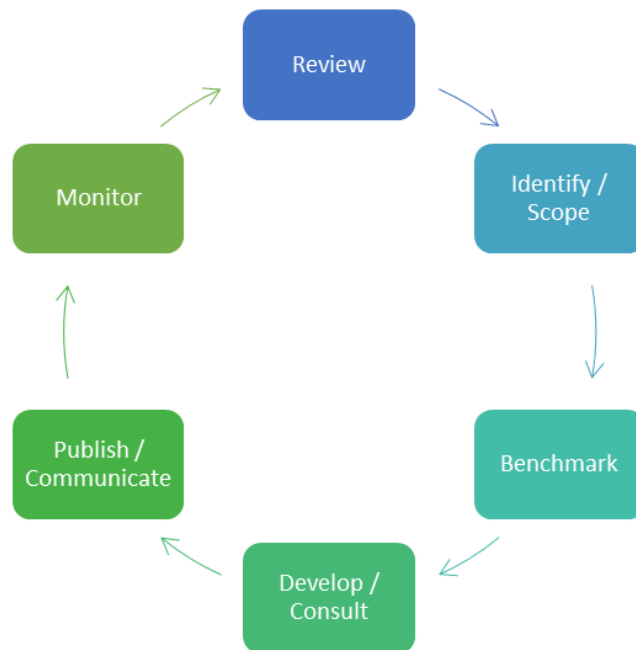 Review
Identify /
Scope
Benchmark
Develop /
Consult
Publish /
Communicate
Monitor